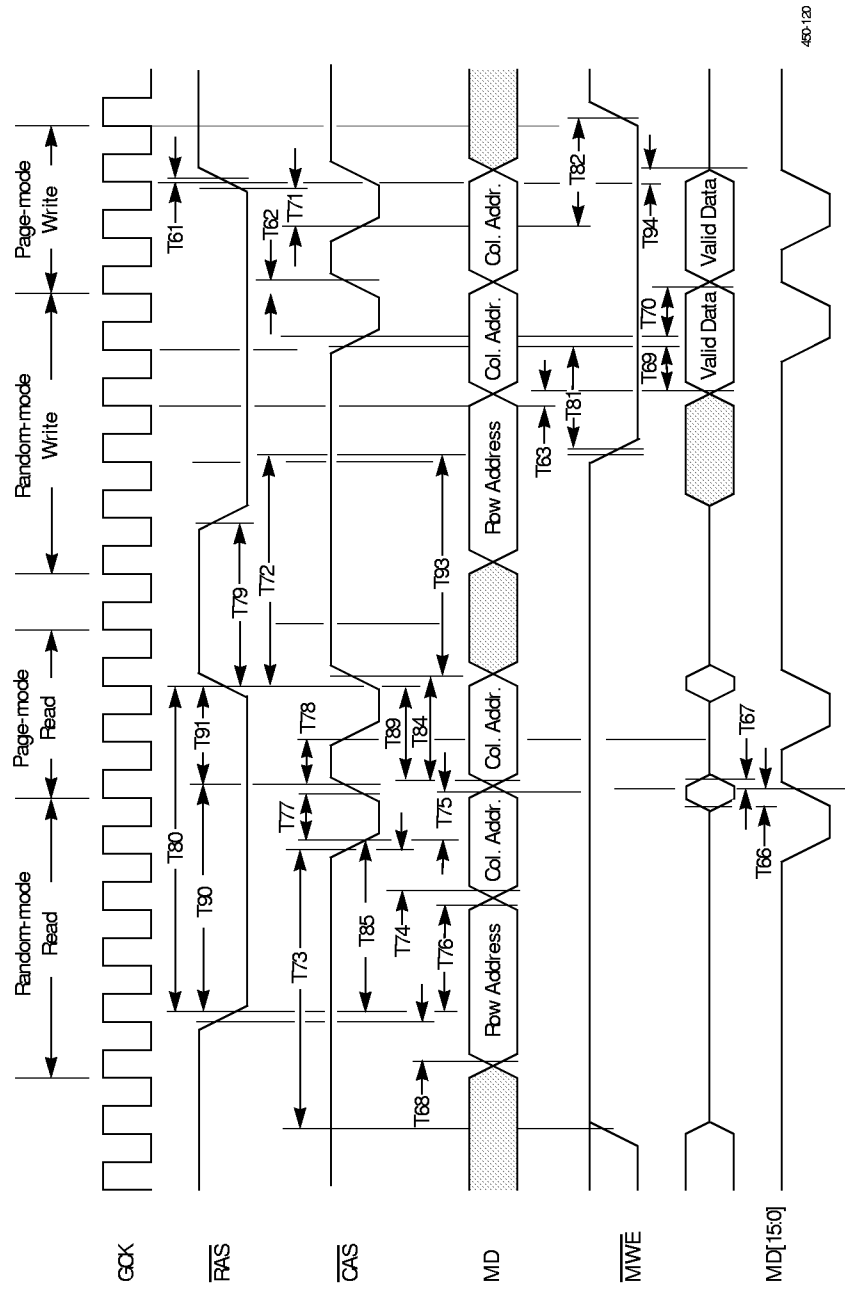 Random-mode
Read
Page-mode
Read
Random-mode
Write
Page-mode
Write
GCK
RAS
T80
T90
T91
T79
T61
CAS
T73
T85
T77
T78
T72
T62
T71
MD
T68
T74
T76
T75
T89
T84
T93
Row Address
Col. Addr.
Col. Addr.
Row Address
Col. Addr.
Col. Addr.
MWE
T63
T81
T82
T69
T70
T94
Valid Data
Valid Data
MD[15:0]
T66
T67
450-120